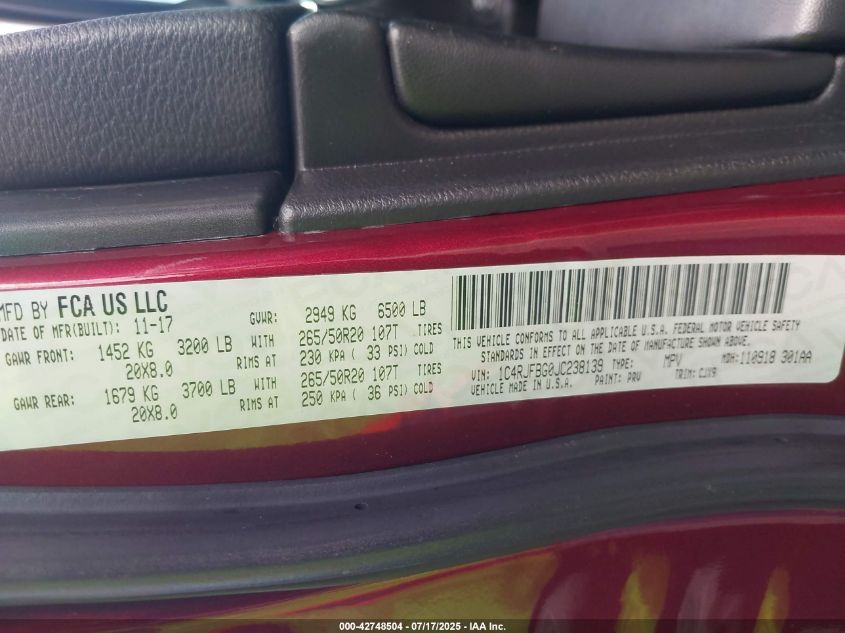 MFD BY FCA US LLC
DATE OF MFR(BUILT): 11-17 GVWR: 2949 KG 6500 LB
GAWR FRONT: 1452 KG 3200 LB WITH 265/50R20 107T TIRES
20X8.0 RIMS AT 230 KPA ( 33 PSI) COLD
GAWR REAR: 1679 KG 3700 LB WITH 265/50R20 107T TIRES
20X8.0 RIMS AT 250 KPA ( 36 PSI) COLD
THIS VEHICLE CONFORMS TO ALL APPLICABLE U.S.A. FEDERAL MOTOR VEHICLE SAFETY
STANDARDS IN EFFECT ON THE DATE OF MANUFACTURE SHOWN ABOVE.
VIN: 1C4RJFBG0JC238139 TYPE: MPV MDH: 110918 301AA
VEHICLE MADE IN U.S.A. PAINT: PRV TRIM: CJX9
000-42748504 / 07/17/2025 - IAA Inc.